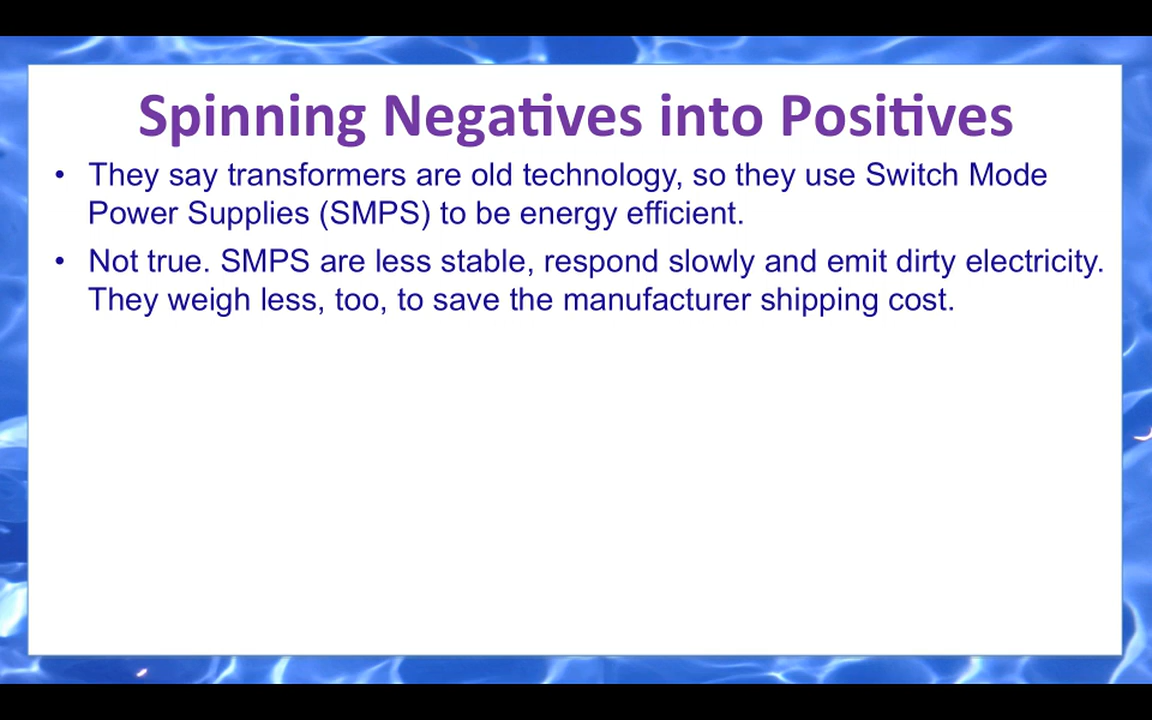 Spinning Negatives into Positives
• They say transformers are old technology, so they use Switch Mode
Power Supplies (SMPS) to be energy efficient.
• Not true. SMPS are less stable, respond slowly and emit dirty electricity.
They weigh less, too, to save the manufacturer shipping cost.